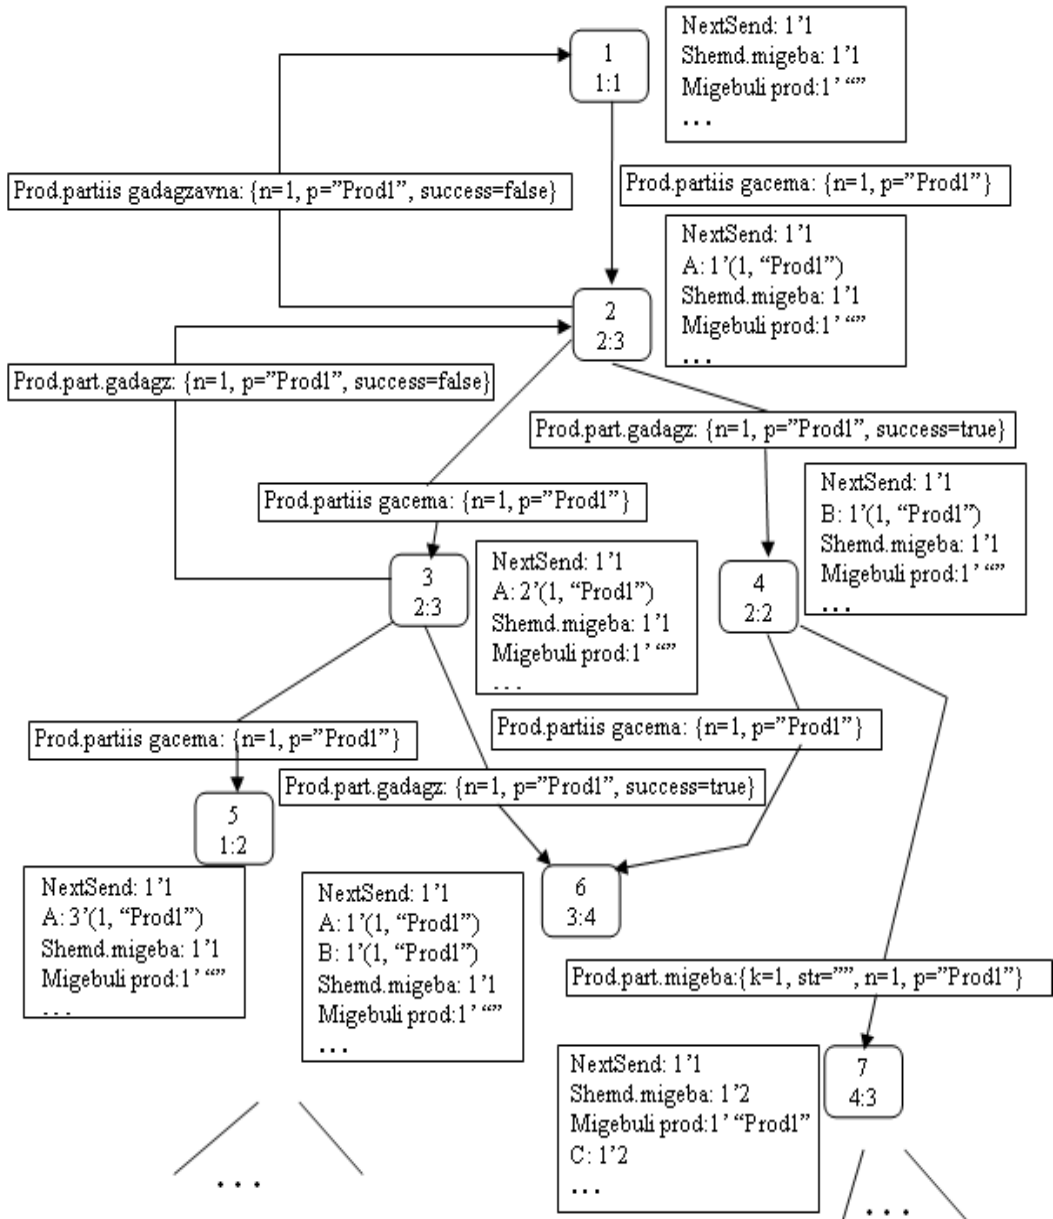 1
1:1
NextSend: 1’1
Shemd.migeba: 1’1
Migebuli prod:1’ “”
...
Prod.partiis gadagzavna: {n=1, p=”Prod1”, success=false}
Prod.partiis gacema: {n=1, p=”Prod1”}
2
2:3
NextSend: 1’1
A: 1’(1, “Prod1”)
Shemd.migeba: 1’1
Migebuli prod:1’ “”
...
Prod.part.gadagz: {n=1, p=”Prod1”, success=false}
Prod.part.gadagz: {n=1, p=”Prod1”, success=true}
Prod.partiis gacema: {n=1, p=”Prod1”}
3
2:3
NextSend: 1’1
A: 2’(1, “Prod1”)
Shemd.migeba: 1’1
Migebuli prod:1’ “”
...
4
2:2
NextSend: 1’1
B: 1’(1, “Prod1”)
Shemd.migeba: 1’1
Migebuli prod:1’ “”
...
Prod.partiis gacema: {n=1, p=”Prod1”}
Prod.partiis gacema: {n=1, p=”Prod1”}
Prod.part.gadagz: {n=1, p=”Prod1”, success=true}
5
1:2
NextSend: 1’1
A: 3’(1, “Prod1”)
Shemd.migeba: 1’1
Migebuli prod:1’ “”
...
NextSend: 1’1
A: 1’(1, “Prod1”)
B: 1’(1, “Prod1”)
Shemd.migeba: 1’1
Migebuli prod:1’ “”
...
6
3:4
Prod.part.migeba:{k=1, str=””, n=1, p=”Prod1”}
NextSend: 1’1
Shemd.migeba: 1’2
Migebuli prod:1’ “Prod1”
C: 1’2
...
7
4:3
...
...